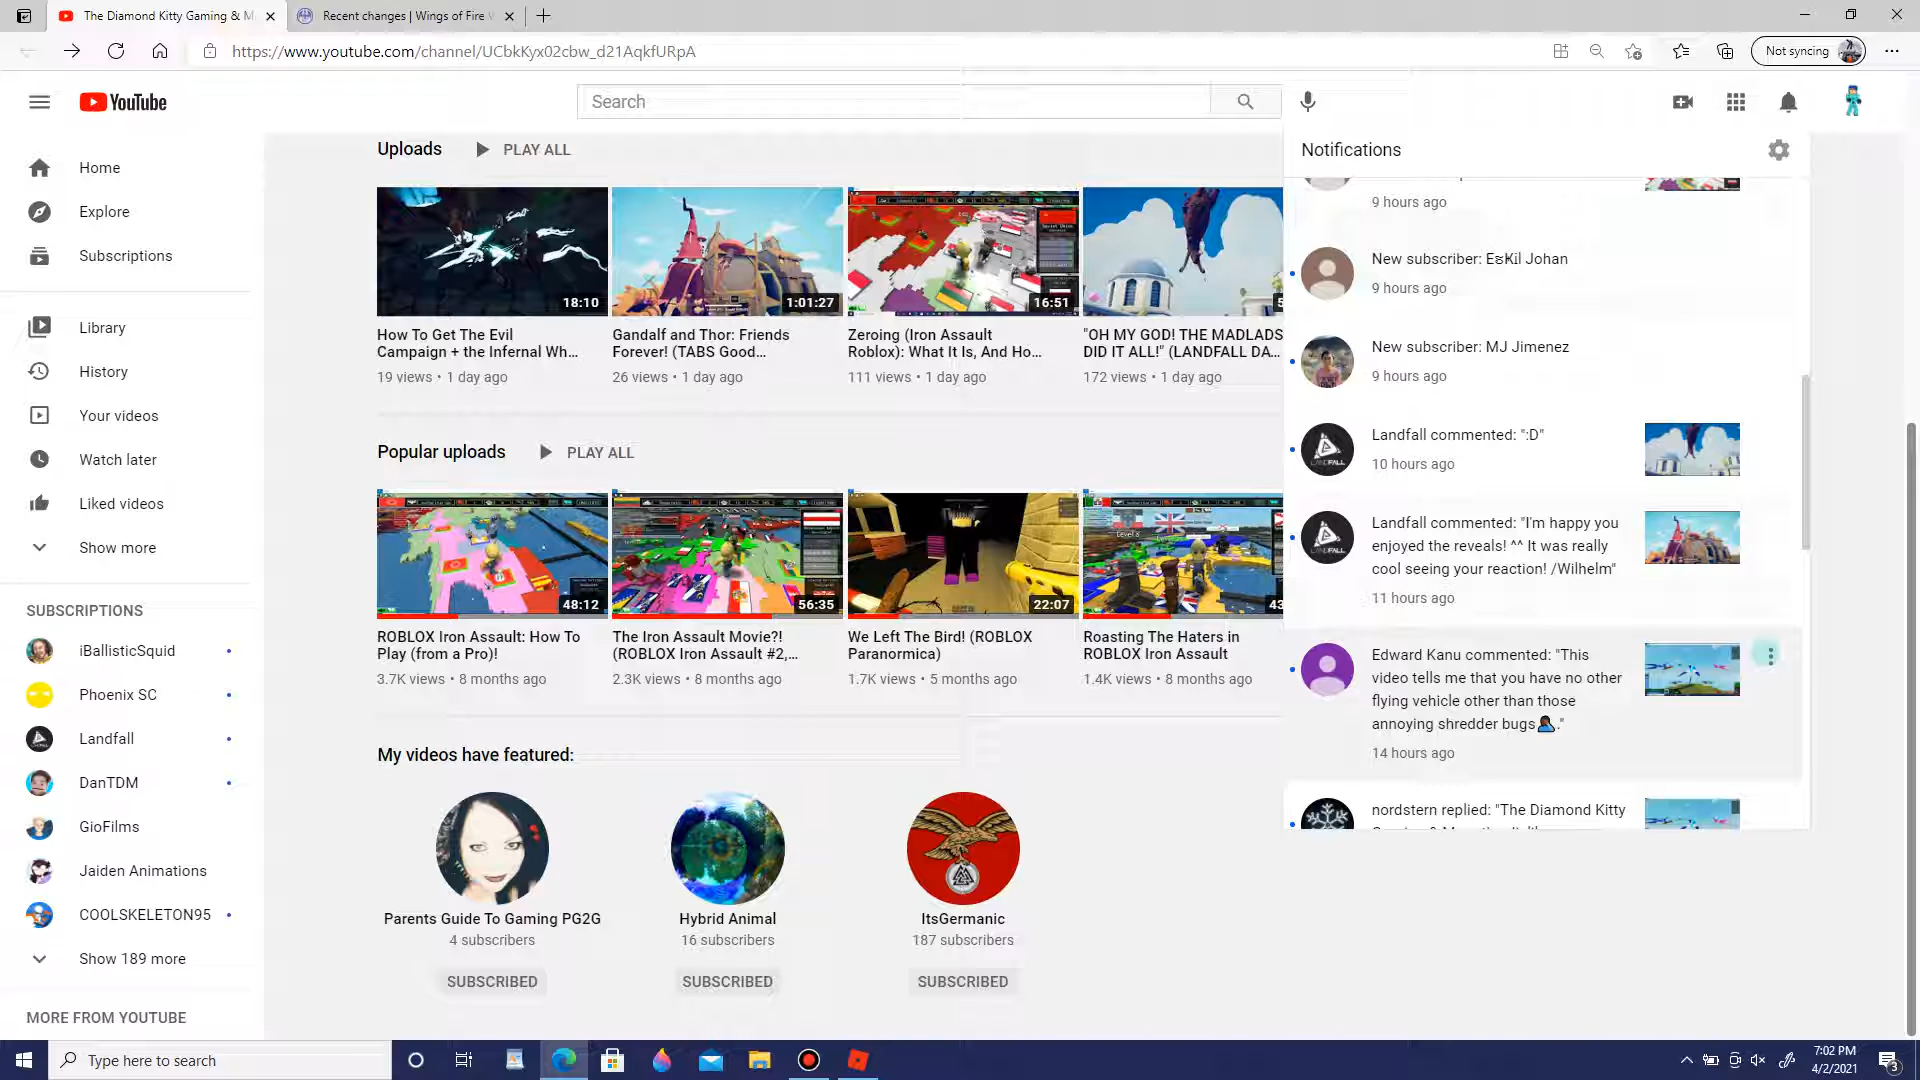 The Diamond Kitty Gaming & M
Recent changes | Wings of Fire W
https://www.youtube.com/channel/UCbkKyx02cbw_d21AqkfURpA
Not syncing
YouTube
Search
Home
Explore
Subscriptions
Library
History
Your videos
Watch later
Liked videos
Show more
SUBSCRIPTIONS
iBallisticSquid
Phoenix SC
Landfall
DanTDM
GioFilms
Jaiden Animations
COOLSKELETON95
Show 189 more
MORE FROM YOUTUBE
Uploads
PLAY ALL
18:10
1:01:27
16:51
5
How To Get The Evil
Campaign + the Infernal Wh...
19 views • 1 day ago
Gandalf and Thor: Friends
Forever! (TABS Good...
26 views • 1 day ago
Zeroing (Iron Assault
Roblox): What It Is, And Ho...
111 views • 1 day ago
"OH MY GOD! THE MADLADS
DID IT ALL!" (LANDFALL DA...
172 views • 1 day ago
Popular uploads
PLAY ALL
48:12
56:35
22:07
43
ROBLOX Iron Assault: How To
Play (from a Pro)!
3.7K views • 8 months ago
The Iron Assault Movie?!
(ROBLOX Iron Assault #2,...
2.3K views • 8 months ago
We Left The Bird! (ROBLOX
Paranormica)
1.7K views • 5 months ago
Roasting The Haters in
ROBLOX Iron Assault
1.4K views • 8 months ago
My videos have featured:
Parents Guide To Gaming PG2G
4 subscribers
SUBSCRIBED
Hybrid Animal
16 subscribers
SUBSCRIBED
ItsGermanic
187 subscribers
SUBSCRIBED
Notifications
9 hours ago
New subscriber: EsKil Johan
9 hours ago
New subscriber: MJ Jimenez
9 hours ago
LANDFALL
Landfall commented: ":D"
10 hours ago
LANDFALL
Landfall commented: "I'm happy you
enjoyed the reveals! ^^ It was really
cool seeing your reaction! /Wilhelm"
11 hours ago
Edward Kanu commented: "This
video tells me that you have no other
flying vehicle other than those
annoying shredder bugs🤦🏿‍♂️."
14 hours ago
nordstern replied: "The Diamond Kitty
Type here to search
7:02 PM
4/2/2021
3